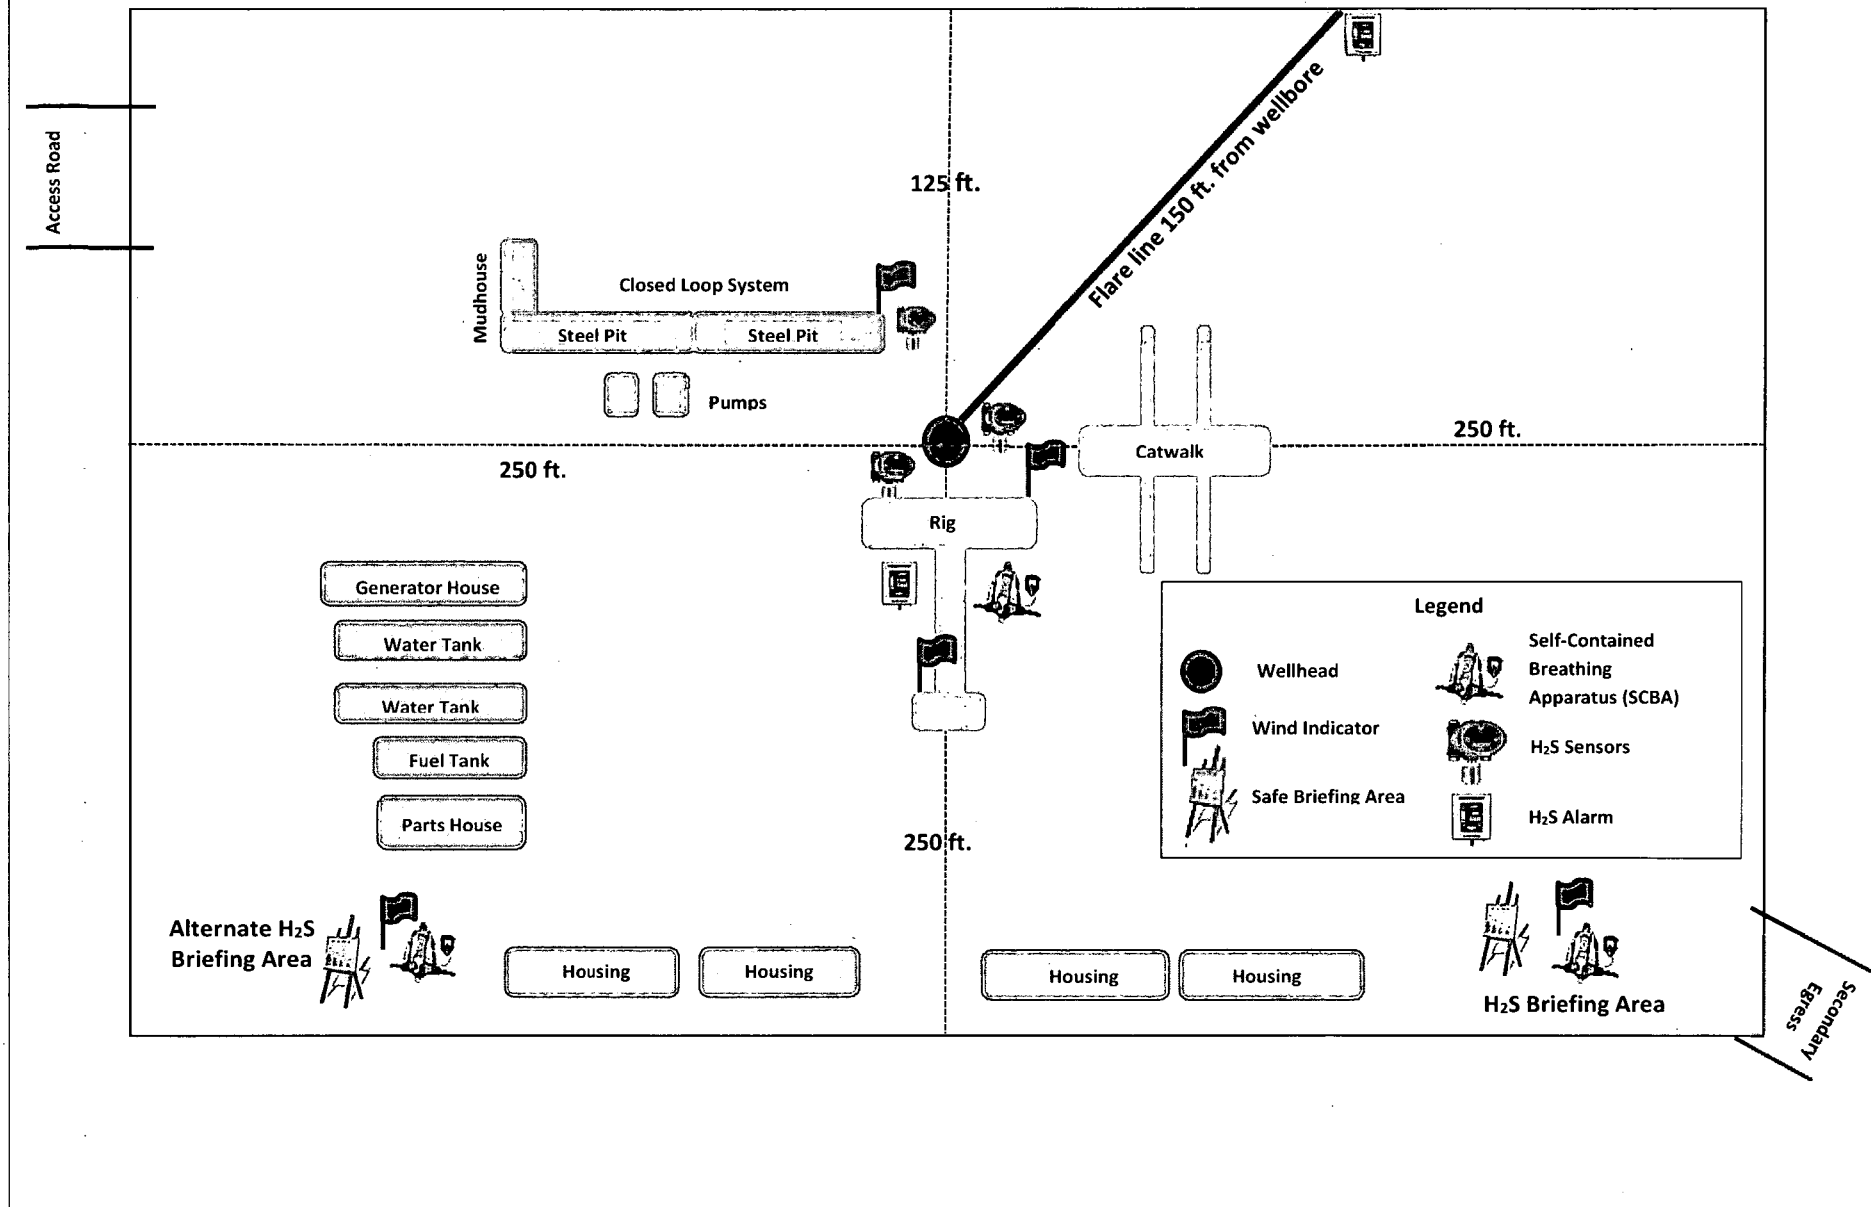 Access Road
125 ft.
Flare line 150 ft. from wellbore
Mudhouse
Closed Loop System
Steel Pit
Steel Pit
Pumps
250 ft.
250 ft.
Catwalk
Rig
Generator House
Water Tank
Water Tank
Fuel Tank
Parts House
250 ft.
Legend
Wellhead
Wind Indicator
Safe Briefing Area
Self-Contained
Breathing
Apparatus (SCBA)
H₂S Sensors
H₂S Alarm
Alternate H₂S
Briefing Area
Housing
Housing
Housing
Housing
H₂S Briefing Area
Secondary
Egress